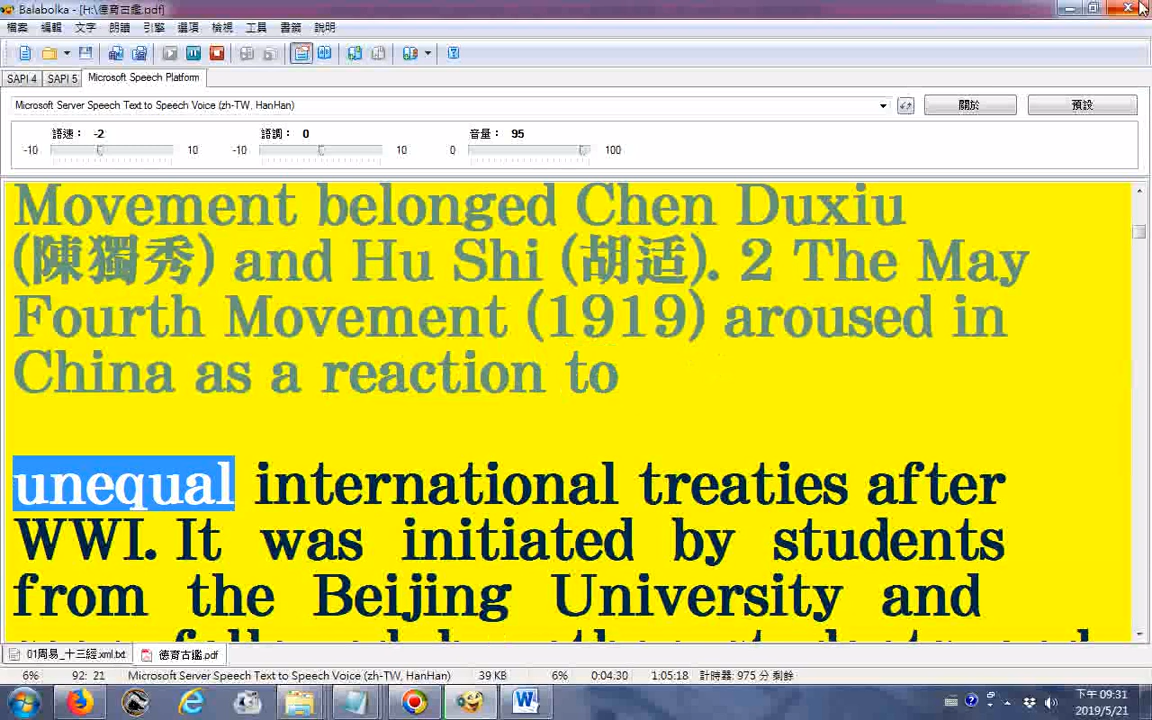 Balabolka - [H:\德育古鑑.pdf]
檔案 編輯 文字 朗讀 引擎 選項 檢視 工具 書籤 說明
SAPI 4 SAPI 5 Microsoft Speech Platform
Microsoft Server Speech Text to Speech Voice (zh-TW, HanHan) 關於 預設
語速： -2 語調： 0 音量： 95
-10 10 -10 10 0 100
Movement belonged Chen Duxiu
(陳獨秀) and Hu Shi (胡适). 2 The May
Fourth Movement (1919) aroused in
China as a reaction to
unequal international treaties after
WWI. It was initiated by students
from the Beijing University and
01周易_十三經.xml.txt 德育古鑑.pdf
6% 92: 21 Microsoft Server Speech Text to Speech Voice (zh-TW, HanHan) 39 KB 6% 0:04.30 1:05:18 計時器: 975 分 剩餘
下午 09:31
2019/5/21